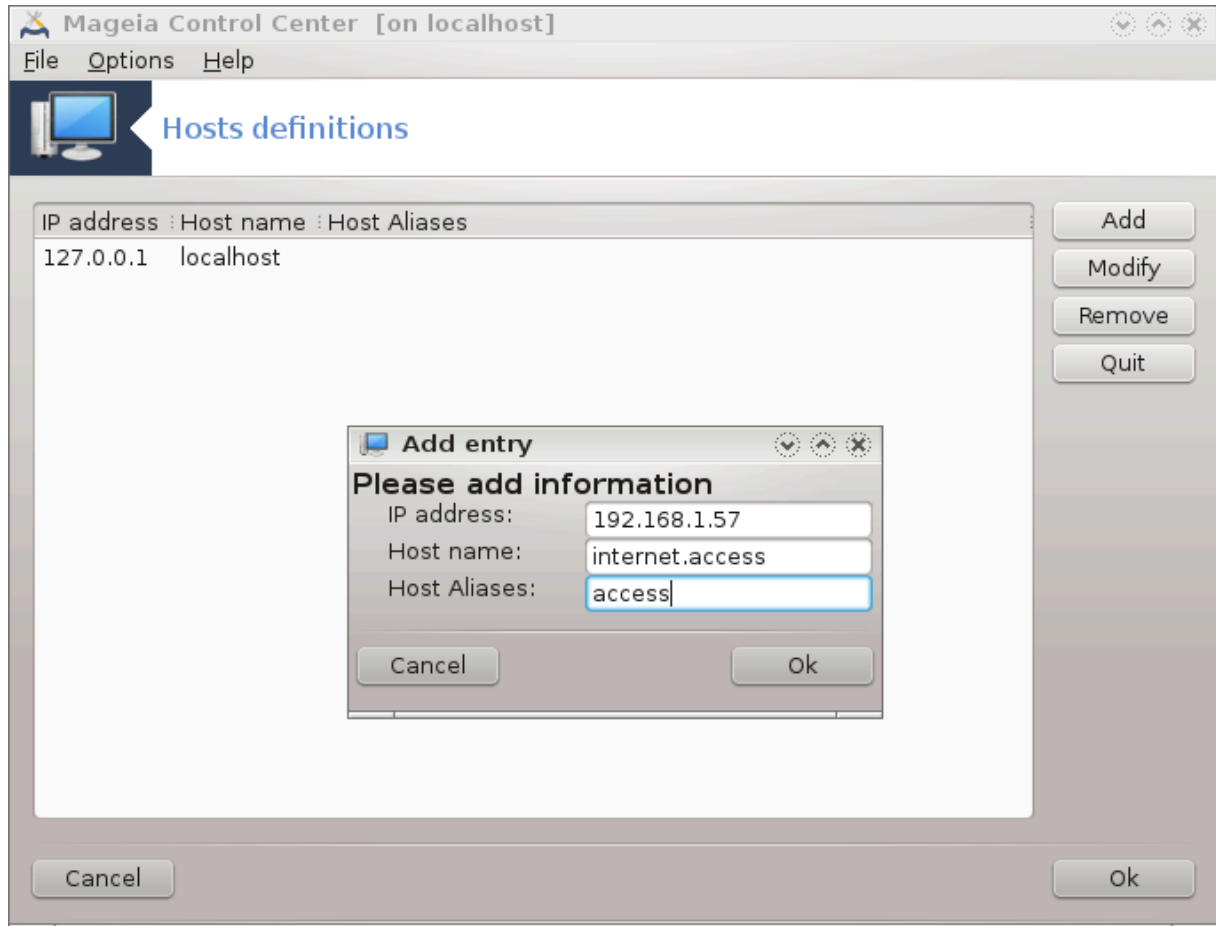 Mageia Control Center [on localhost]
File Options Help
Hosts definitions
IP address Host name Host Aliases
127.0.0.1 localhost
Add
Modify
Remove
Quit
Add entry
Please add information
IP address: 192.168.1.57
Host name: internet.access
Host Aliases: access
Cancel Ok
Cancel Ok